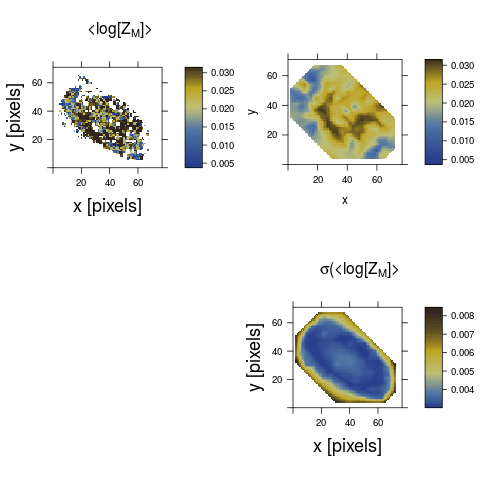 <log[Z_M]>
60
40
20
20 40 60
x [pixels]
y [pixels]
0.030
0.025
0.020
0.015
0.010
0.005
60
40
20
20 40 60
x
y
0.030
0.025
0.020
0.015
0.010
0.005
σ(<log[Z_M]>
60
40
20
20 40 60
x [pixels]
y [pixels]
0.008
0.007
0.006
0.005
0.004